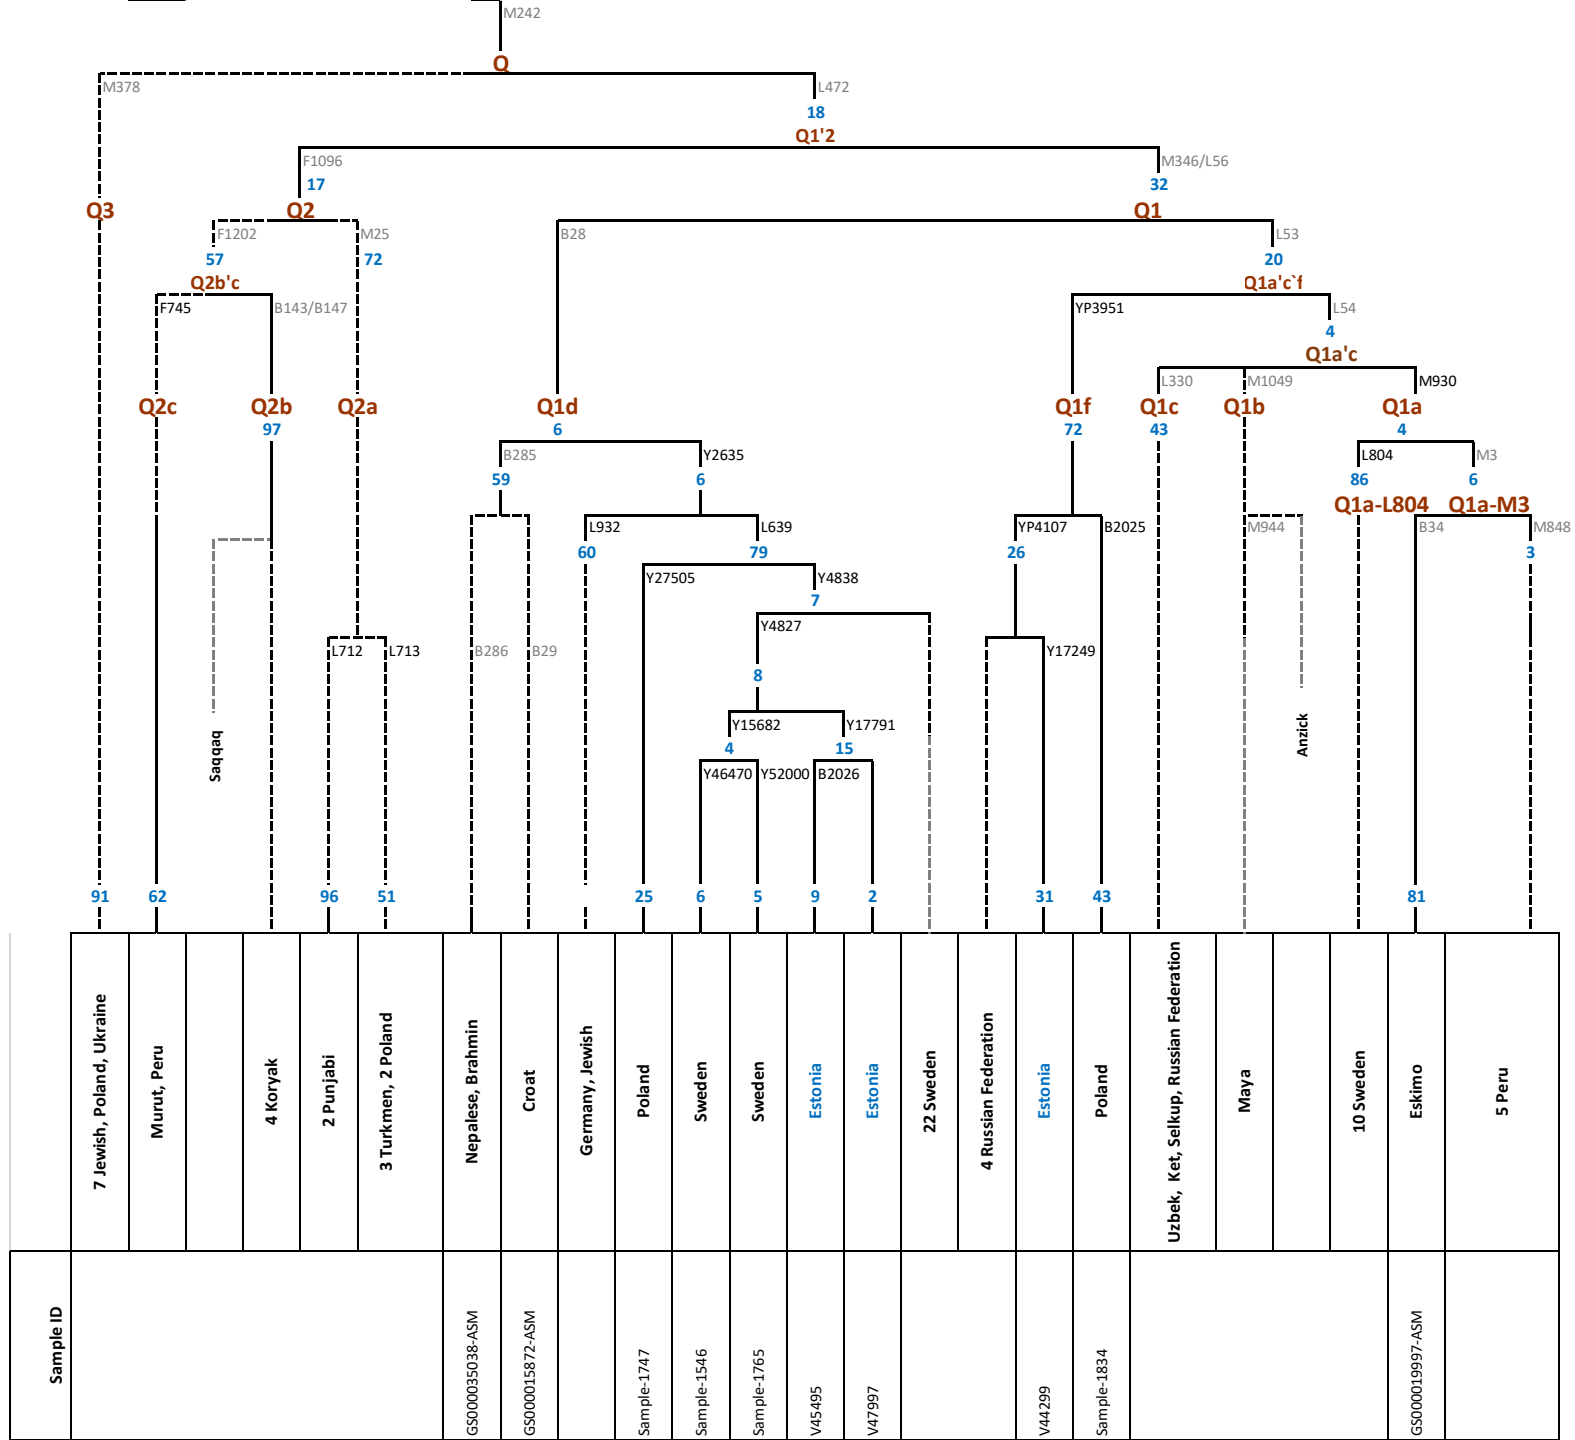 M242
Q
M378
L472
18
Q1'2
F1096
M346/L56
17
32
Q3
Q2
Q1
F1202
M25
B28
L53
57
72
20
Q2b'c
Q1a'c`f
F745
B143/B147
YP3951
L54
4
Q1a'c
L330
M1049
M930
Q2c
Q2b
Q2a
Q1d
Q1f
Q1c
Q1b
Q1a
97
6
72
43
4
B285
Y2635
L804
M3
59
6
86
6
Q1a-L804
Q1a-M3
L932
L639
YP4107
B2025
M944
B34
M848
60
79
26
3
Y27505
Y4838
7
Y4827
L712
L713
B286
B29
Y17249
8
Y15682
Y17791
Saqqaq
Anzick
4
15
Y46470
Y52000
B2026
91
62
96
51
25
6
5
9
2
31
43
81
7 Jewish, Poland, Ukraine
Murut, Peru
4 Koryak
2 Punjabi
3 Turkmen, 2 Poland
Nepalese, Brahmin
Croat
Germany, Jewish
Poland
Sweden
Sweden
Estonia
Estonia
22 Sweden
4 Russian Federation
Estonia
Poland
Uzbek, Ket, Selkup, Russian Federation
Maya
10 Sweden
Eskimo
5 Peru
Sample ID
GS000035038-ASM
GS000015872-ASM
Sample-1747
Sample-1546
Sample-1765
V45495
V47997
V44299
Sample-1834
GS000019997-ASM